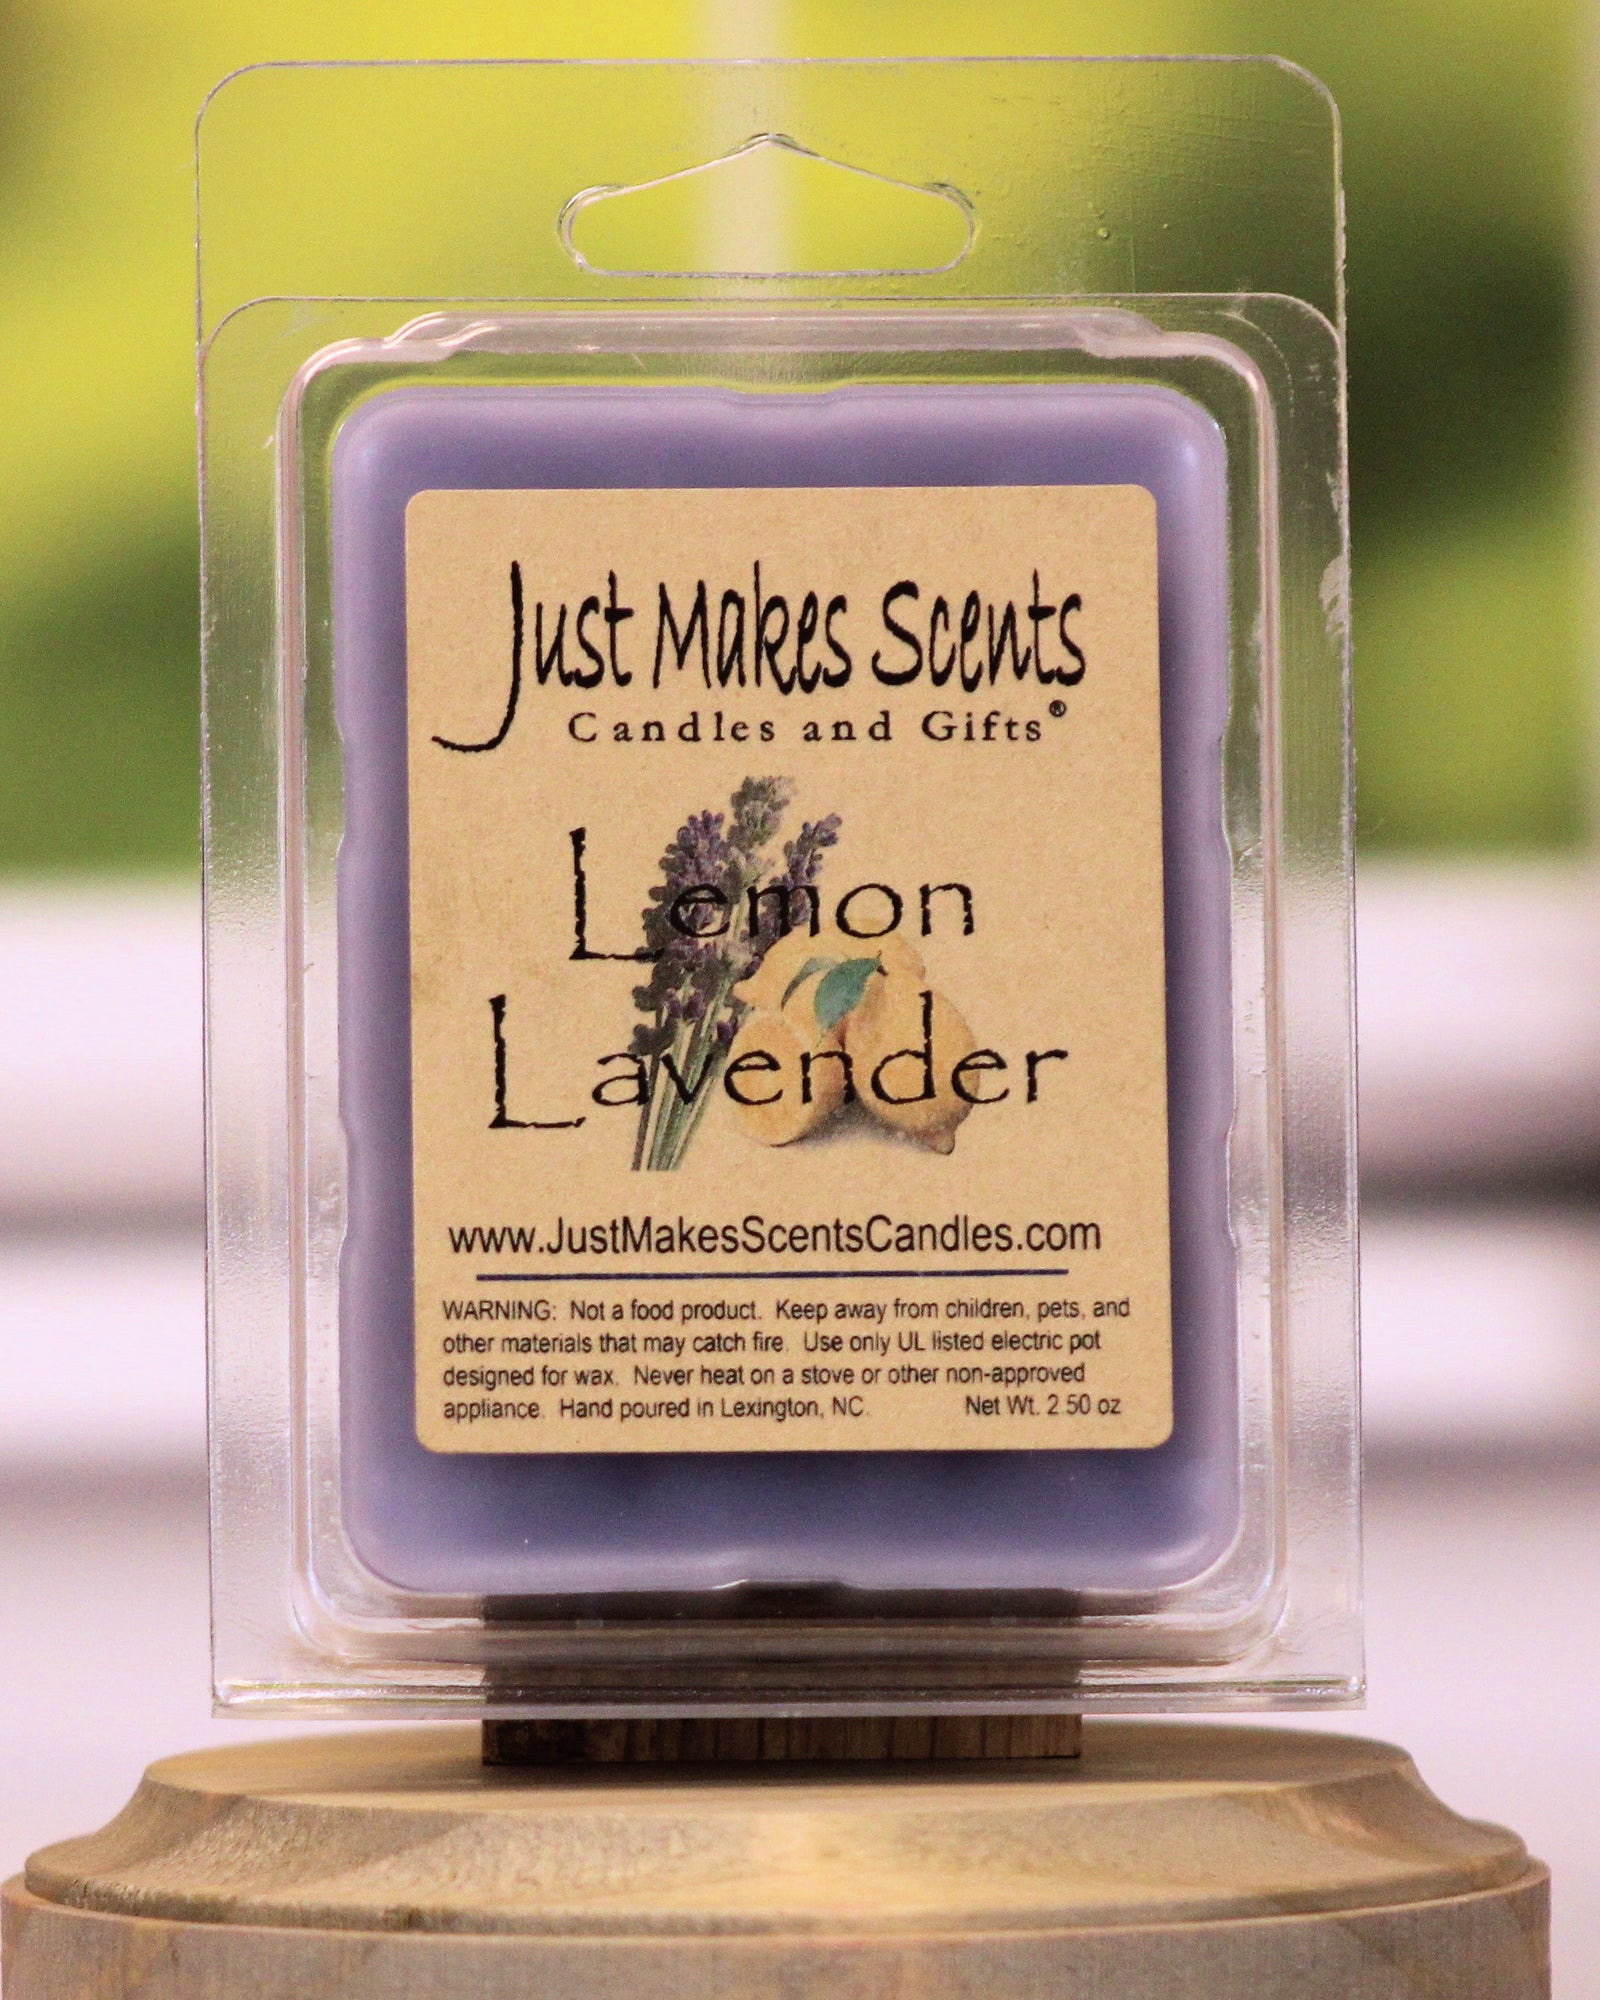 Just Makes Scents
Candles and Gifts®
Lemon
Lavender
www.JustMakesScentsCandles.com
WARNING: Not a food product. Keep away from children, pets, and
other materials that may catch fire. Use only UL listed electric pot
designed for wax. Never heat on a stove or other non-approved
appliance. Hand poured in Lexington, NC. Net Wt. 2.50 oz